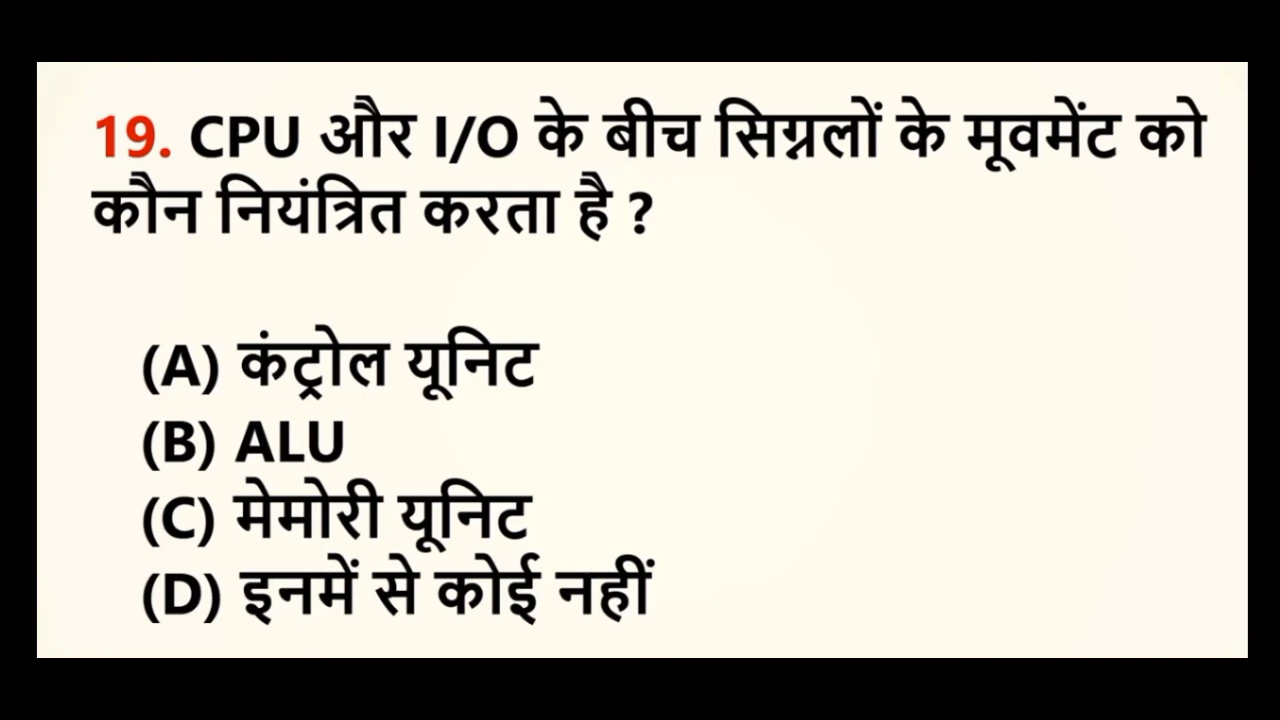 19. CPU और I/O के बीच सिग्नलों के मूवमेंट को
कौन नियंत्रित करता है ?
(A) कंट्रोल यूनिट
(B) ALU
(C) मेमोरी यूनिट
(D) इनमें से कोई नहीं